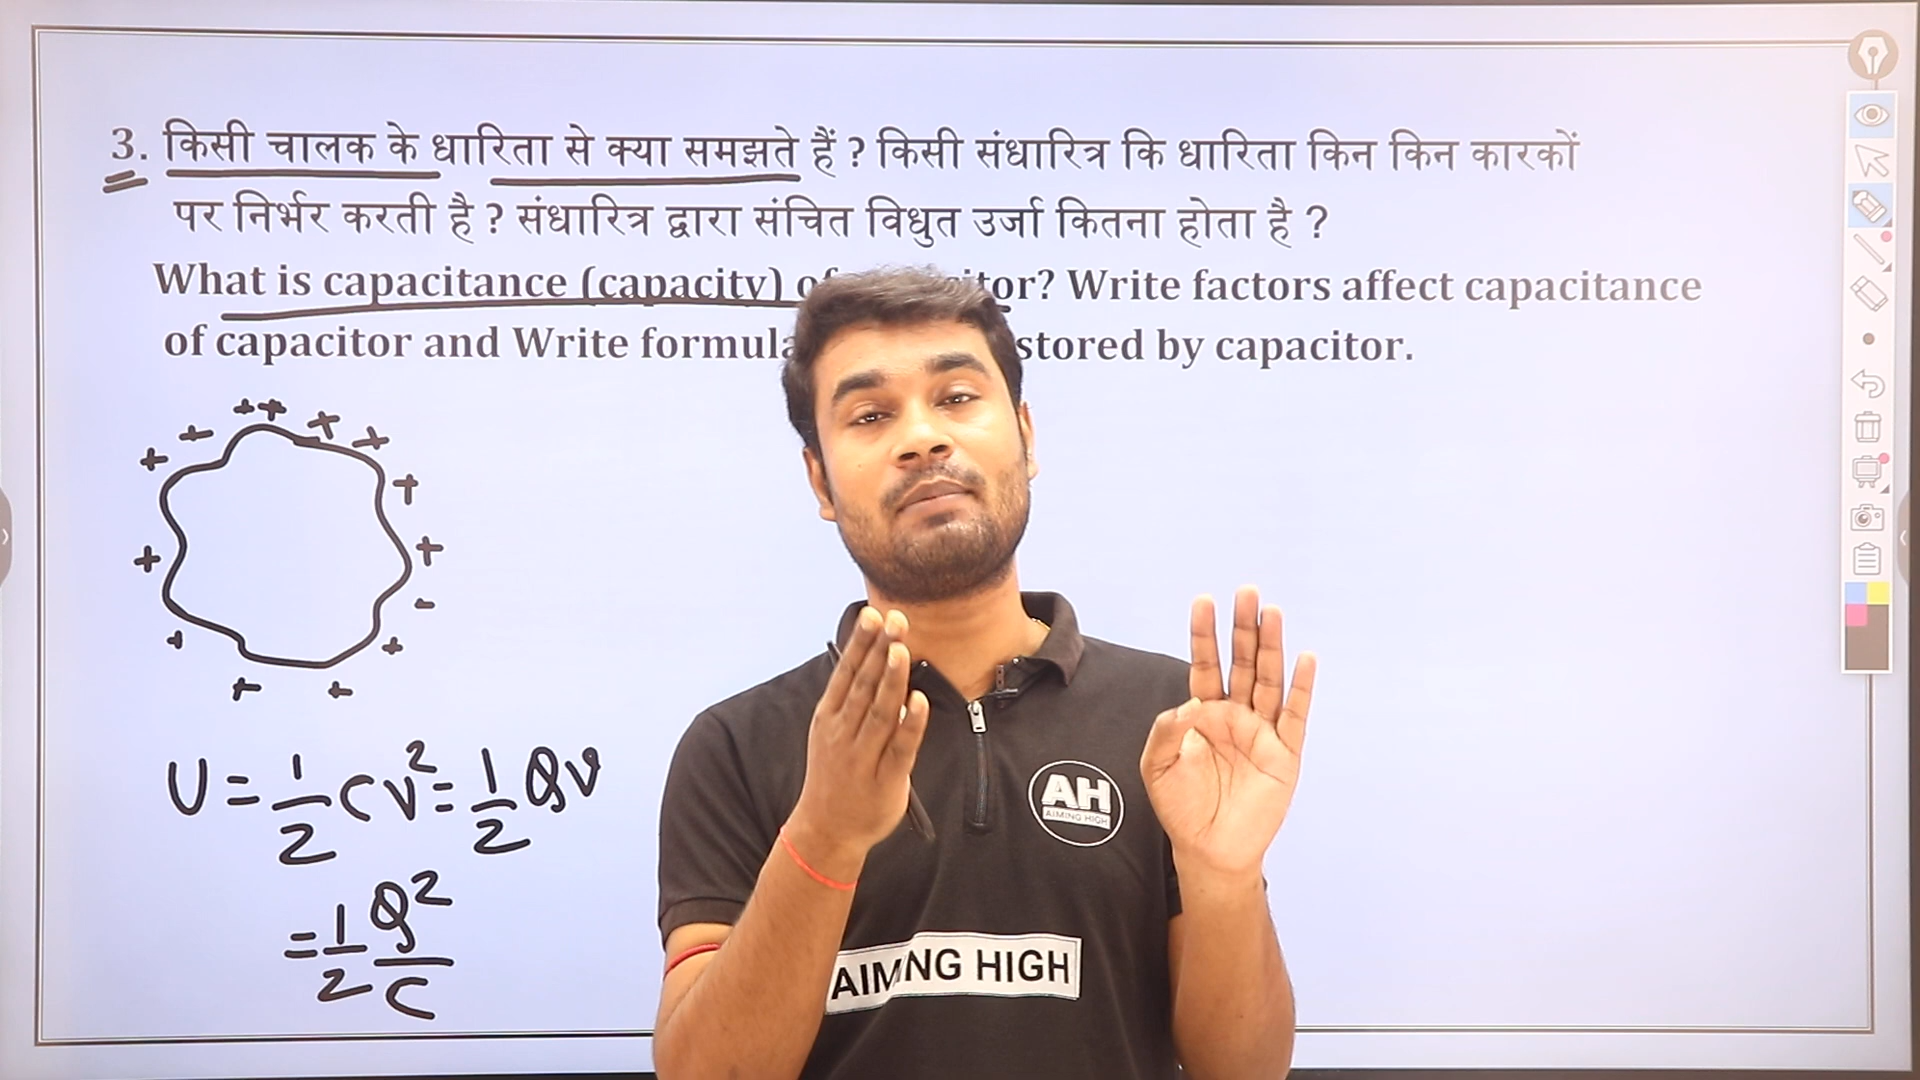 3. किसी चालक के धारिता से क्या समझते हैं ? किसी संधारित्र कि धारिता किन किन कारकों
पर निर्भर करती है ? संधारित्र द्वारा संचित विधुत उर्जा कितना होता है ?
What is capacitance (capacity) of itor? Write factors affect capacitance
of capacitor and Write formula stored by capacitor.
U = 1/2 CV² = 1/2 QV
= 1/2 Q²/C
AH
AIMING HIGH
AIMING HIGH